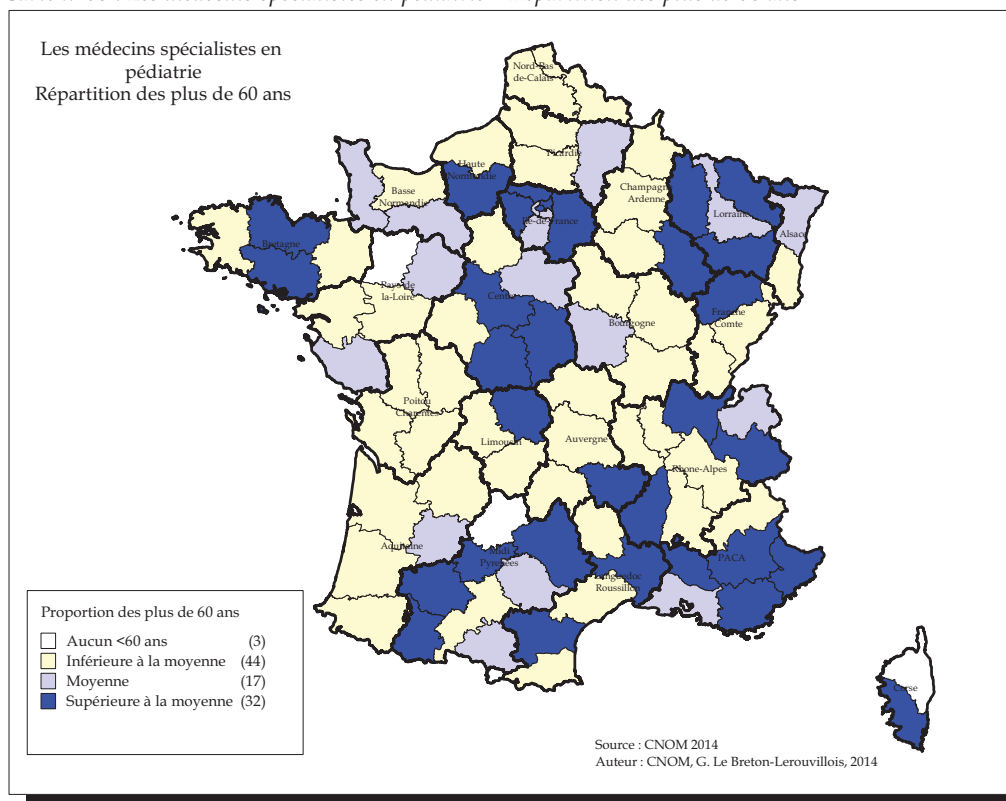 Les médecins spécialistes en
pédiatrie
Répartition des plus de 60 ans
Nord-Pas
de-Calais
Picardie
Haute
Normandie
Basse
Normandie
Champagne
Ardenne
Lorraine
Alsace
Ile-de-France
Bretagne
Pays de
la-Loire
Centre
Bourgogne
Franche
Comte
Poitou
Charentes
Limousin
Auvergne
Rhone-Alpes
Aquitaine
Midi
Pyrénées
Languedoc
Roussillon
PACA
Corse
Proportion des plus de 60 ans
Aucun <60 ans (3)
Inférieure à la moyenne (44)
Moyenne (17)
Supérieure à la moyenne (32)
Source : CNOM 2014
Auteur : CNOM, G. Le Breton-Lerouvillois, 2014